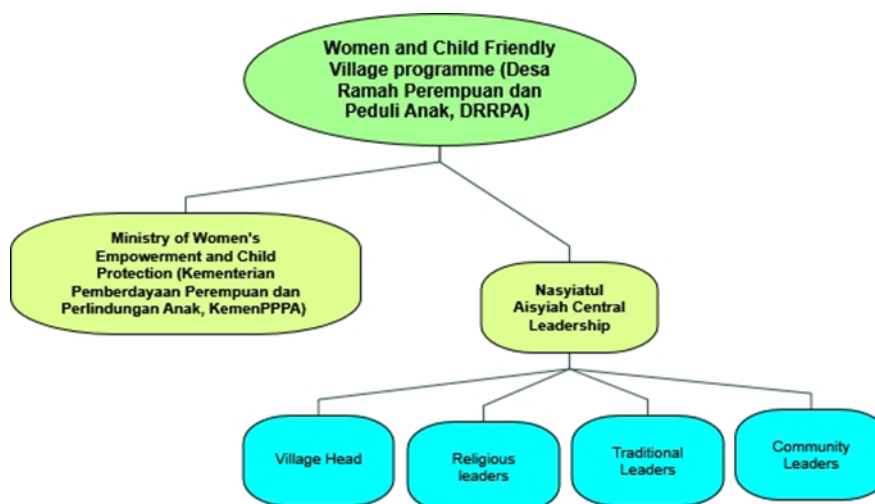 Women and Child Friendly
Village programme (Desa
Ramah Perempuan dan
Peduli Anak, DRRPA)
Ministry of Women's
Empowerment and Child
Protection (Kementerian
Pemberdayaan Perempuan dan
Perlindungan Anak, KemenPPPA)
Nasyiatul
Aisyiah Central
Leadership
Village Head
Religious
leaders
Traditional
Leaders
Community
Leaders